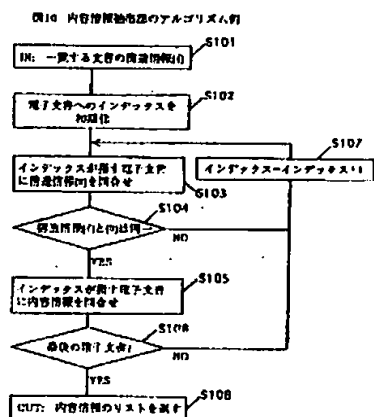 図10 内容情報抽出部のアルゴリズム例
S101
IN: 一致する文書の構造情報(I)
S102
電子文書へのインデックスを
初期化
S107
インデックス=インデックス+1
インデックスが指す電子文書
に構造情報(II)を問合せ
S103
S104
構造情報(I)と(II)は同一
NO
YES
S105
インデックスが指す電子文書
に内容情報を問合せ
S106
最後の電子文書?
NO
YES
S108
OUT: 内容情報のリストを返す